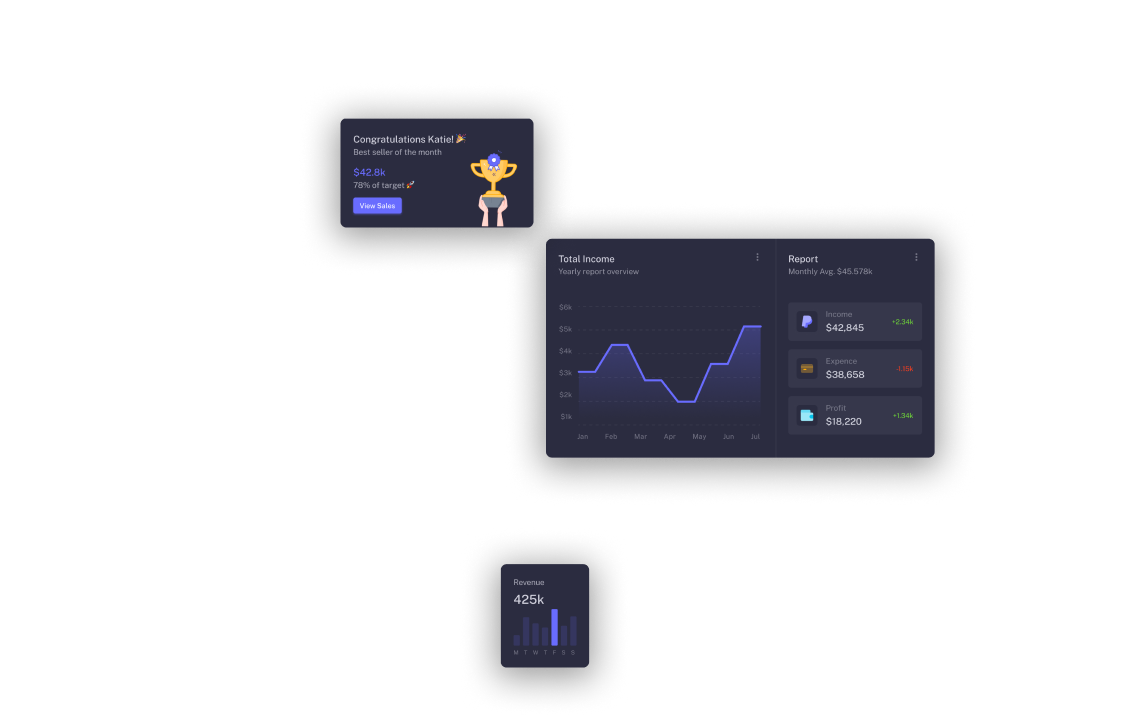 Congratulations Katie! 🎉
Best seller of the month
$42.8k
78% of target 🚀
View Sales
Total Income
Yearly report overview
$6k
$5k
$4k
$3k
$2k
$1k
Jan Feb Mar Apr May Jun Jul
Report
Monthly Avg. $45.578k
Income
$42,845
+2.34k
Expence
$38,658
-1.15k
Profit
$18,220
+1.34k
Revenue
425k
M T W T F S S